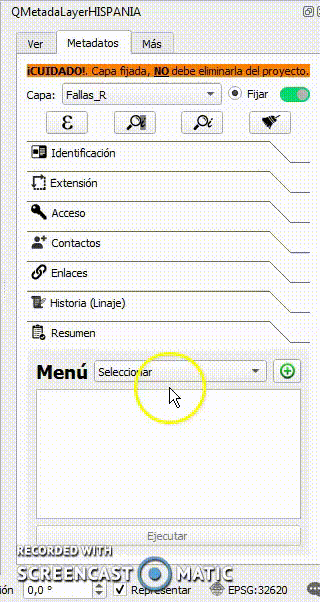 QMetadaLayerHISPANIA
Ver Metadatos Más
¡CUIDADO!. Capa fijada, NO debe eliminarla del proyecto.
Capa: Fallas_R Fijar
ε
Identificación
Extensión
Acceso
Contactos
Enlaces
Historia (Linaje)
Resumen
Menú Seleccionar
Ejecutar
RECORDED WITH
SCREENCAST MATIC
ión 0,0 ° Representar EPSG:32620